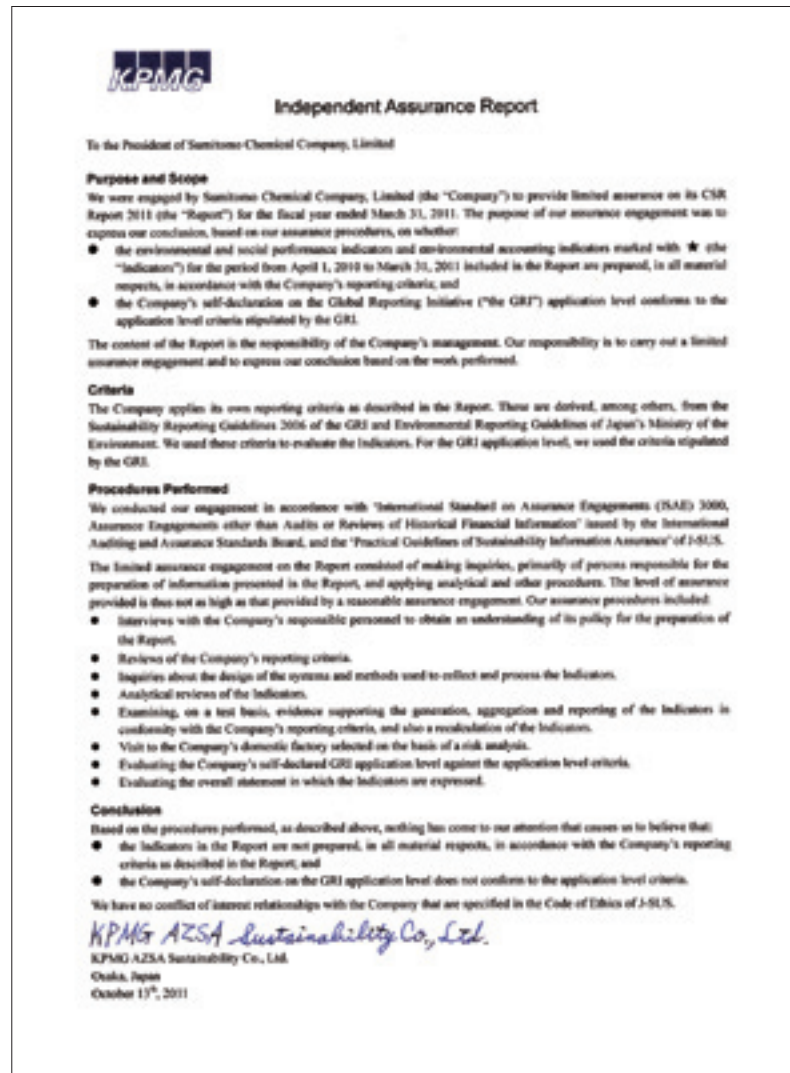 KPMG
Independent Assurance Report
To the President of Sumitomo Chemical Company, Limited
Purpose and Scope
We were engaged by Sumitomo Chemical Company, Limited (the “Company”) to provide limited assurance on its CSR
Report 2011 (the “Report”) for the fiscal year ended March 31, 2011. The purpose of our assurance engagement was to
express our conclusion, based on our assurance procedures, on whether:
● the environmental and social performance indicators and environmental accounting indicators marked with ★ (the
“Indicators”) for the period from April 1, 2010 to March 31, 2011 included in the Report are prepared, in all material
respects, in accordance with the Company’s reporting criteria; and
● the Company’s self-declaration on the Global Reporting Initiative (“the GRI”) application level conforms to the
application level criteria stipulated by the GRI.
The content of the Report is the responsibility of the Company’s management. Our responsibility is to carry out a limited
assurance engagement and to express our conclusion based on the work performed.
Criteria
The Company applies its own reporting criteria as described in the Report. These are derived, among others, from the
Sustainability Reporting Guidelines 2006 of the GRI and Environmental Reporting Guidelines of Japan’s Ministry of the
Environment. We used these criteria to evaluate the Indicators. For the GRI application level, we used the criteria stipulated
by the GRI.
Procedures Performed
We conducted our engagement in accordance with ‘International Standard on Assurance Engagements (ISAE) 3000,
Assurance Engagements other than Audits or Reviews of Historical Financial Information’ issued by the International
Auditing and Assurance Standards Board, and the ‘Practical Guidelines of Sustainability Information Assurance’ of J-SUS.
The limited assurance engagement on the Report consisted of making inquiries, primarily of persons responsible for the
preparation of information presented in the Report, and applying analytical and other procedures. The level of assurance
provided is thus not as high as that provided by a reasonable assurance engagement. Our assurance procedures included:
● Interviews with the Company’s responsible personnel to obtain an understanding of its policy for the preparation of
the Report.
● Reviews of the Company’s reporting criteria.
● Inquiries about the design of the systems and methods used to collect and process the Indicators.
● Analytical reviews of the Indicators.
● Examining, on a test basis, evidence supporting the generation, aggregation and reporting of the Indicators in
conformity with the Company’s reporting criteria, and also a recalculation of the Indicators.
● Visit to the Company’s domestic factory selected on the basis of a risk analysis.
● Evaluating the Company’s self-declared GRI application level against the application level criteria.
● Evaluating the overall statement in which the Indicators are expressed.
Conclusion
Based on the procedures performed, as described above, nothing has come to our attention that causes us to believe that:
● the Indicators in the Report are not prepared, in all material respects, in accordance with the Company’s reporting
criteria as described in the Report; and
● the Company’s self-declaration on the GRI application level does not conform to the application level criteria.
We have no conflict of interest relationships with the Company that are specified in the Code of Ethics of J-SUS.
KPMG AZSA Sustainability Co., Ltd.
KPMG AZSA Sustainability Co., Ltd.
Osaka, Japan
October 13th, 2011